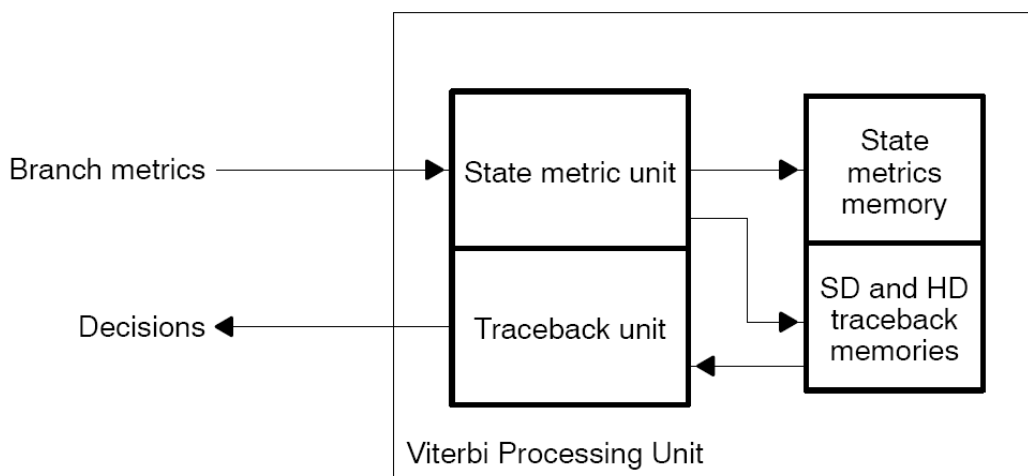 Branch metrics
State metric unit
State
metrics
memory
Decisions
Traceback unit
SD and HD
traceback
memories
Viterbi Processing Unit